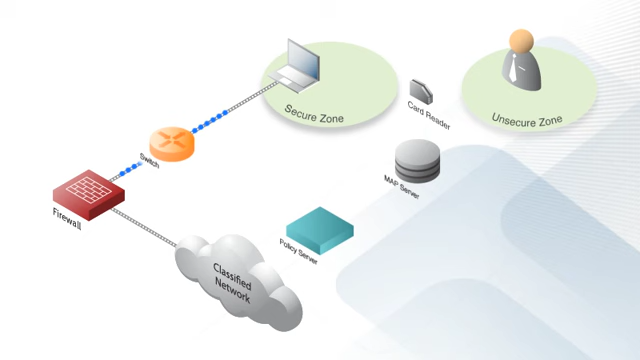 Secure Zone
Card Reader
Unsecure Zone
Switch
MAP Server
Firewall
Policy Server
Classified
Network